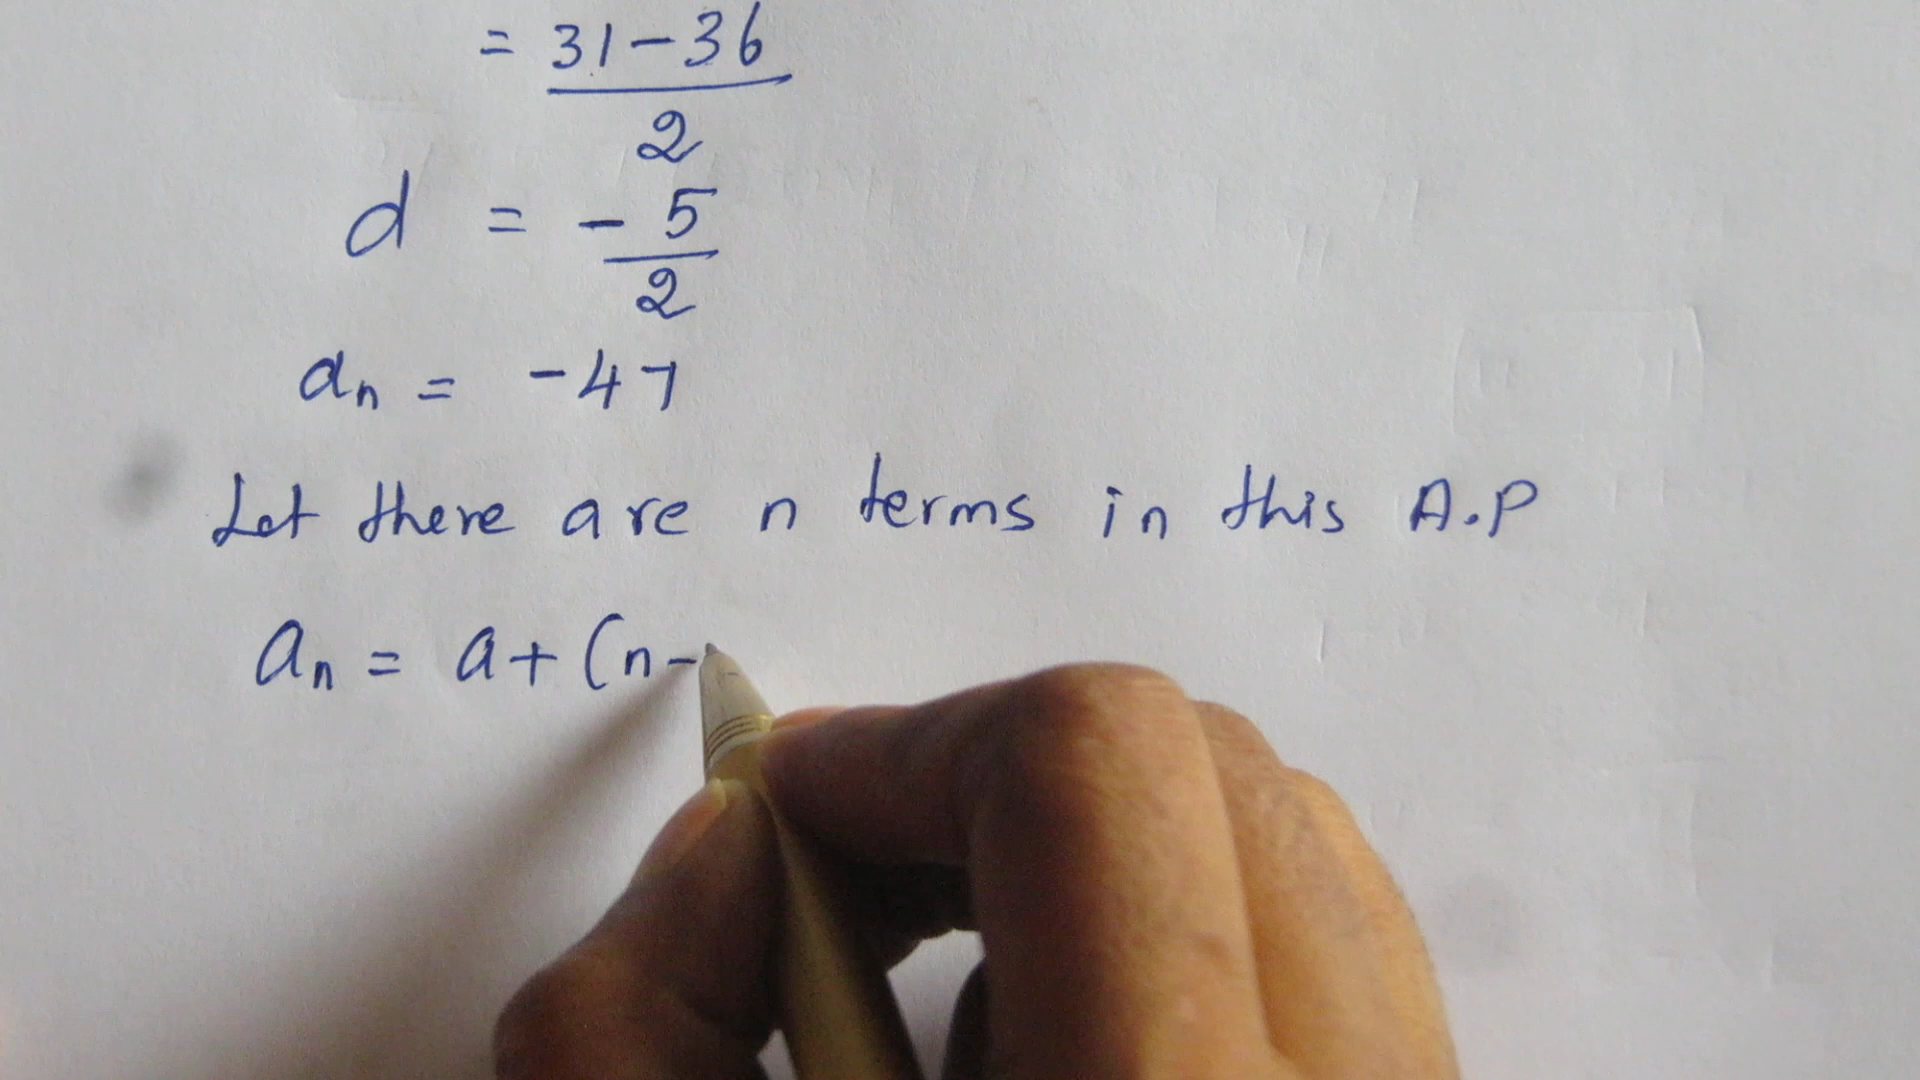 = 31-36
2
d = - 5
2
an = -47
Let there are n terms in this A.P
an = a+ (n-